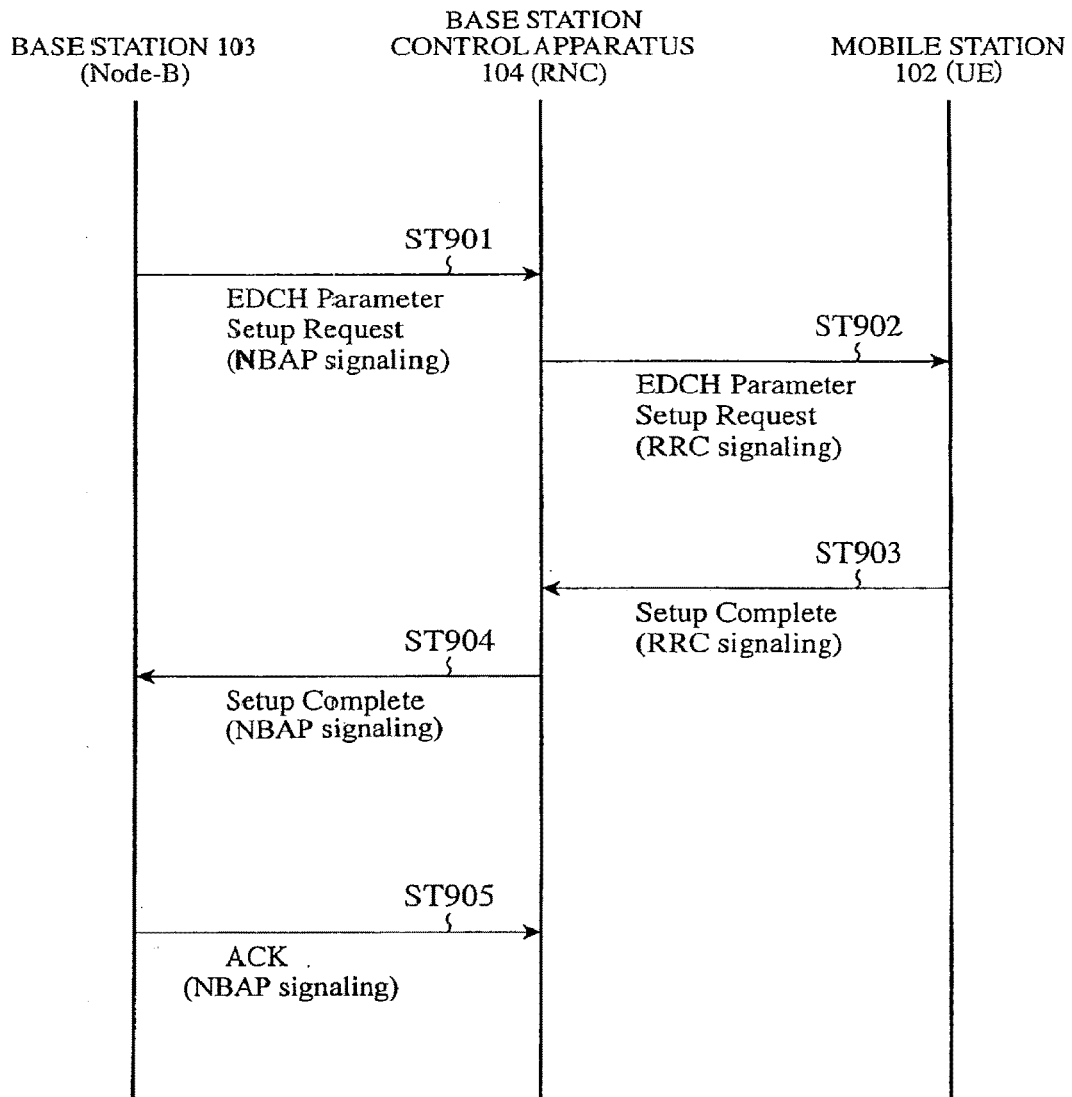 BASE STATION 103
(Node-B)
BASE STATION
CONTROL APPARATUS
104 (RNC)
MOBILE STATION
102 (UE)
ST901
EDCH Parameter
Setup Request
(NBAP signaling)
ST902
EDCH Parameter
Setup Request
(RRC signaling)
ST903
Setup Complete
(RRC signaling)
ST904
Setup Complete
(NBAP signaling)
ST905
ACK
(NBAP signaling)